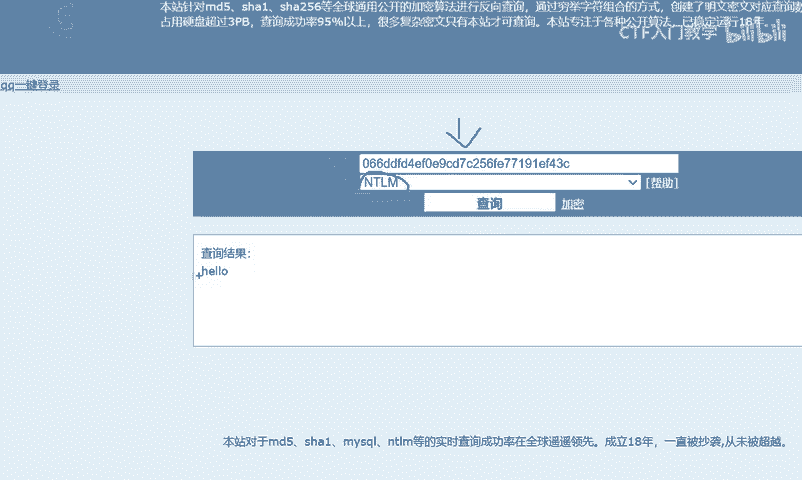 本站针对md5、sha1、sha256等全球通用公开的加密算法进行反向查询，通过穷举字符组合的方式，创建了明文密文对应查询数
占用硬盘超过3PB，查询成功率95%以上，很多复杂密文只有本站才可查询。本站专注于各种公开算法，已稳定运行18年。
CTF入门教学 bilibili
qq一键登录
066ddfd4ef0e9cd7c256fe77191ef43c
NTLM [帮助]
查询 加密
查询结果：
hello
本站对于md5、sha1、mysql、ntlm等的实时查询成功率在全球遥遥领先。成立18年，一直被抄袭,从未被超越。